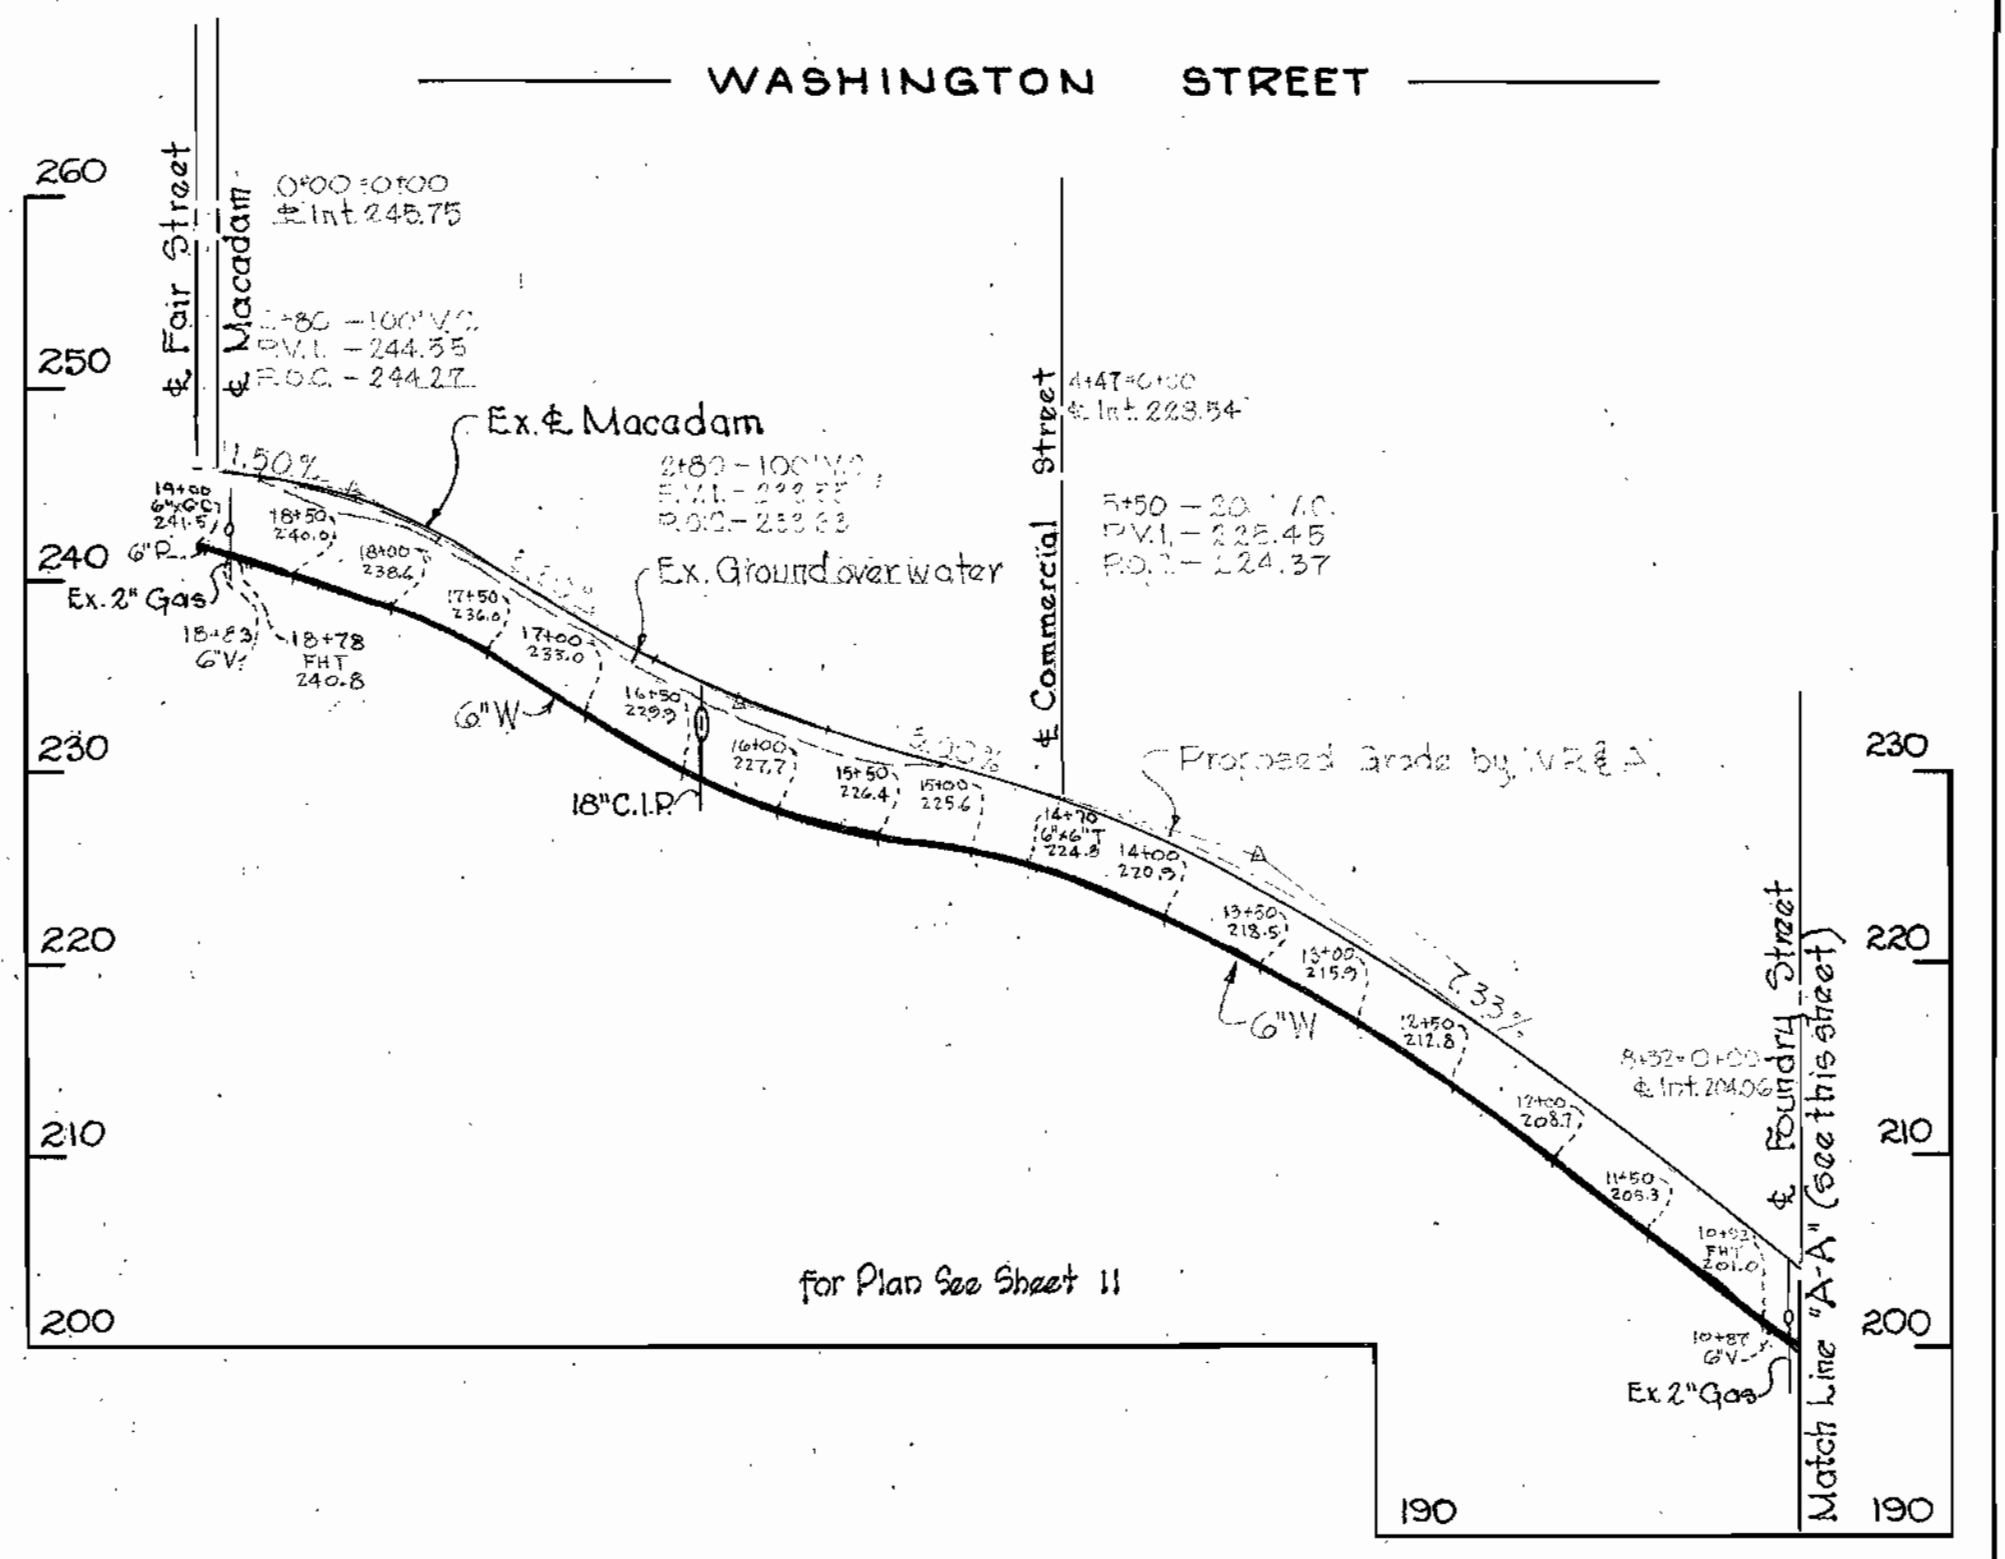 WASHINGTON STREET
260
250
240
230
220
210
200
℄ Fair Street
℄ Macadam
0+00=0+00
℄ Int. 245.75
+80 - 100' V.C.
P.V.I. - 244.55
P.O.C. - 244.27
1.50%
Ex. ℄ Macadam
2+80 - 100' V.C.
P.V.I. -
P.O.C. -
Ex. Ground over water
℄ Commercial Street
4+47=0+00
℄ Int.
5+50 - V.C.
P.V.I. - 225.45
P.O.C. - 224.37
Proposed Grade by
3.00%
7.33%
19+00
241.5
6"P
Ex. 2" Gas
18+83
6"V
18+78
FHT
240.8
18+50
240.0
18+00
238.6
17+50
236.0
17+00
233.0
6"W
16+50
229.9
18" C.I.P.
16+00
227.7
15+50
226.4
15+00
225.6
14+70
6"x6"T
224.8
14+00
220.9
13+50
218.5
13+00
215.9
6"W
12+50
212.8
12+00
208.7
11+50
205.3
10+92
FHT
201.0
10+87
6"V
Ex. 2" Gas
8+32=0+00
℄ Int. 204.06
℄ Foundry Street
Match Line "A-A" (see this sheet)
For Plan See Sheet 11
230
220
210
200
190
190